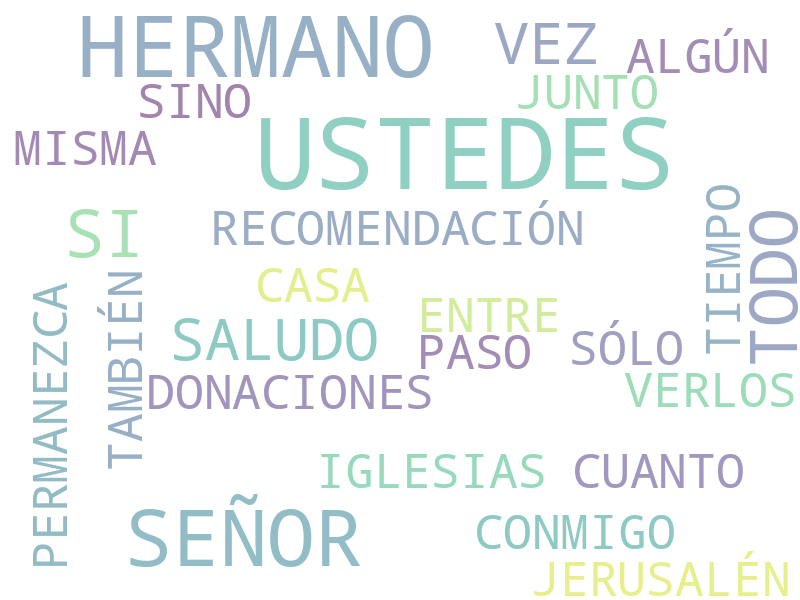 HERMANO
VEZ
ALGÚN
SINO
JUNTO
MISMA
USTEDES
SI
RECOMENDACIÓN
TIEMPO
TODO
CASA
TAMBIÉN
PERMANEZCA
ENTRE
SALUDO
PASO
SÓLO
DONACIONES
VERLOS
IGLESIAS
CUANTO
SEÑOR
CONMIGO
JERUSALÉN